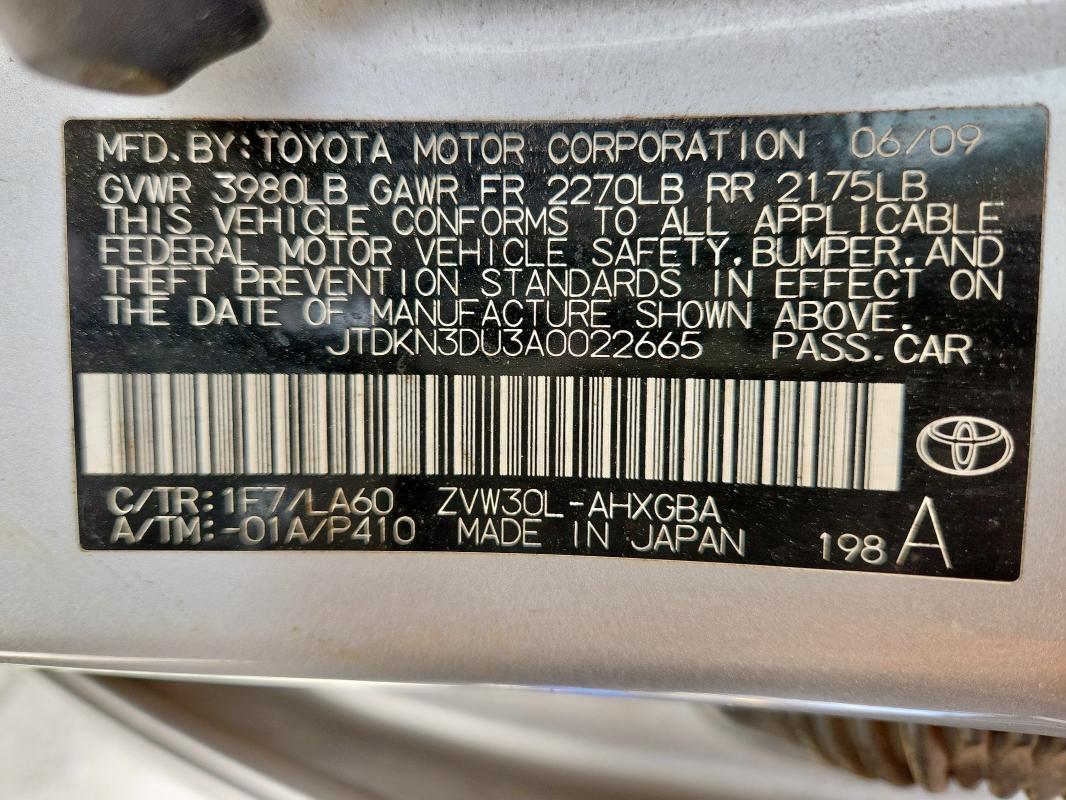 MFD.BY:TOYOTA MOTOR CORPORATION 06/09
GVWR 3980LB GAWR FR 2270LB RR 2175LB
THIS VEHICLE CONFORMS TO ALL APPLICABLE
FEDERAL MOTOR VEHICLE SAFETY,BUMPER,AND
THEFT PREVENTION STANDARDS IN EFFECT ON
THE DATE OF MANUFACTURE SHOWN ABOVE.
JTDKN3DU3A0022665 PASS.CAR
C/TR:1F7/LA60 ZVW30L-AHXGBA
A/TM:-01A/P410 MADE IN JAPAN 198 A